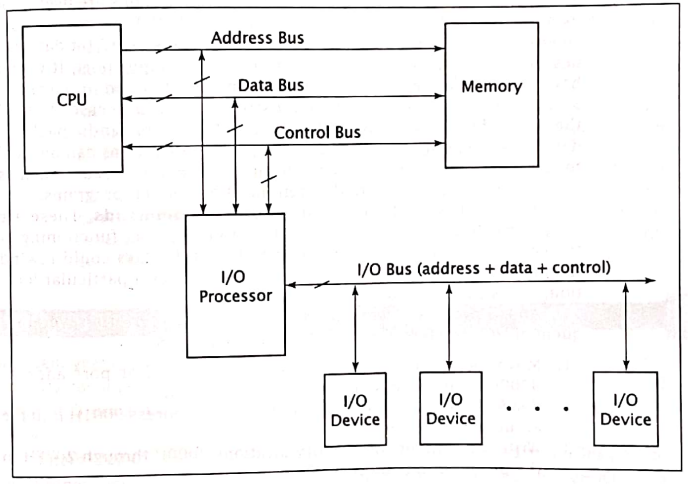 Address Bus
Data Bus
CPU
Memory
Control Bus
I/O
Processor
I/O Bus (address + data + control)
I/O
Device
I/O
Device
. . . .
I/O
Device